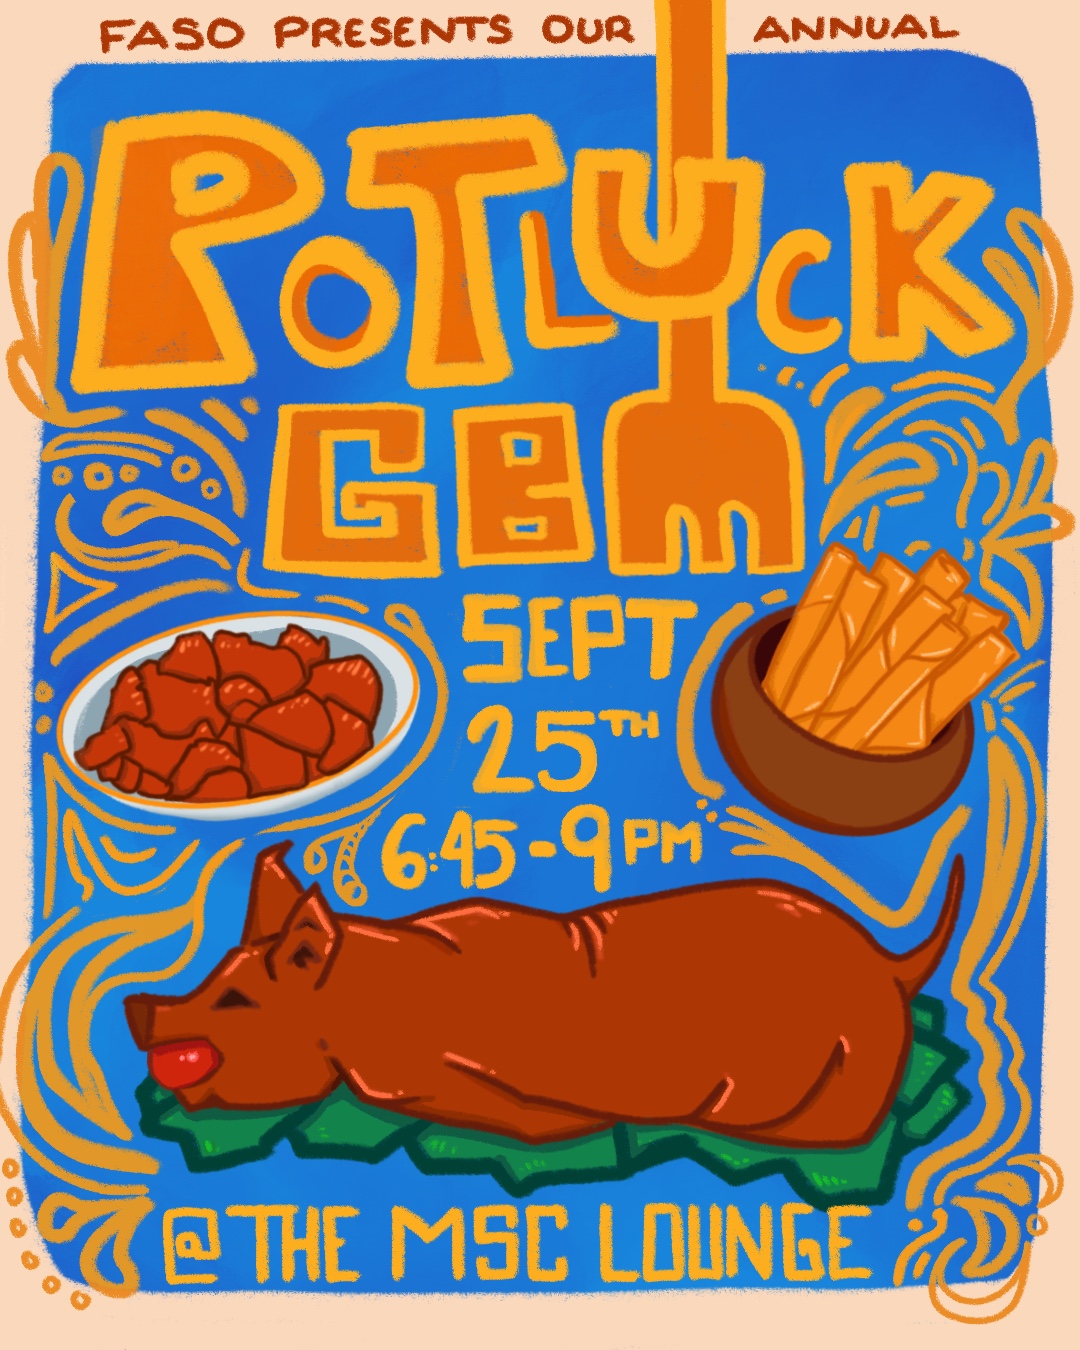 FASO PRESENTS OUR ANNUAL
POTLUCK
GBM
SEPT
25TH
6:45-9PM
@THE MSC LOUNGE